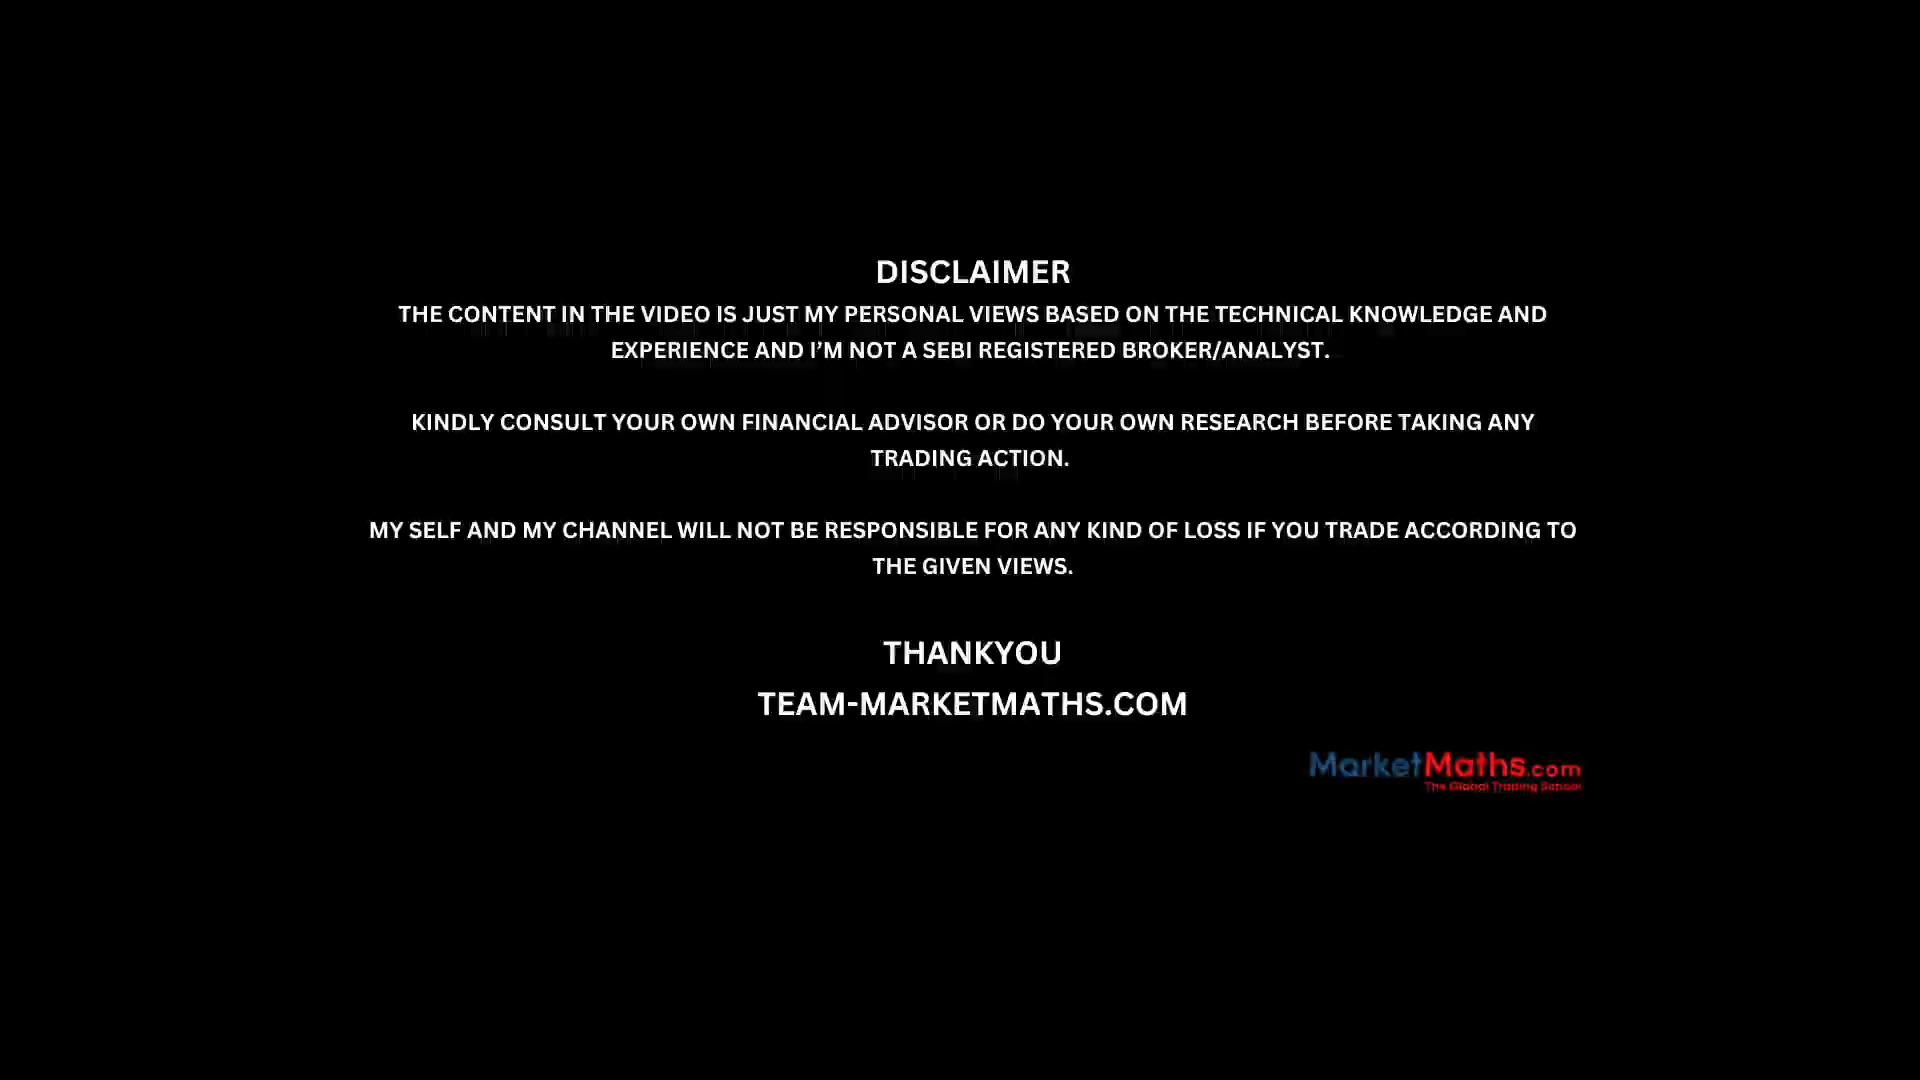 DISCLAIMER
THE CONTENT IN THE VIDEO IS JUST MY PERSONAL VIEWS BASED ON THE TECHNICAL KNOWLEDGE AND
EXPERIENCE AND I'M NOT A SEBI REGISTERED BROKER/ANALYST.
KINDLY CONSULT YOUR OWN FINANCIAL ADVISOR OR DO YOUR OWN RESEARCH BEFORE TAKING ANY
TRADING ACTION.
MY SELF AND MY CHANNEL WILL NOT BE RESPONSIBLE FOR ANY KIND OF LOSS IF YOU TRADE ACCORDING TO
THE GIVEN VIEWS.
THANKYOU
TEAM-MARKETMATHS.COM
MarketMaths.com
The Global Trading School